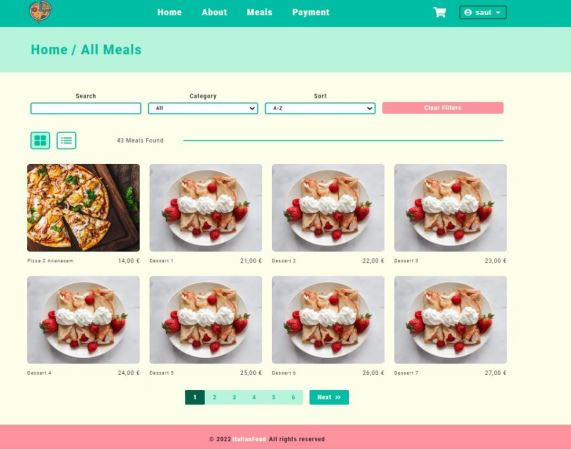 Home About Meals Payment saul
Home / All Meals
Search Category Sort
All A-Z Clear Filters
43 Meals Found
Pizza Z Ananasem 14,00 € Dessert 1 21,00 € Dessert 2 22,00 € Dessert 3 23,00 €
Dessert 4 24,00 € Dessert 5 25,00 € Dessert 6 26,00 € Dessert 7 27,00 €
1 2 3 4 5 6 Next »
© 2023 ItalianFood All rights reserved